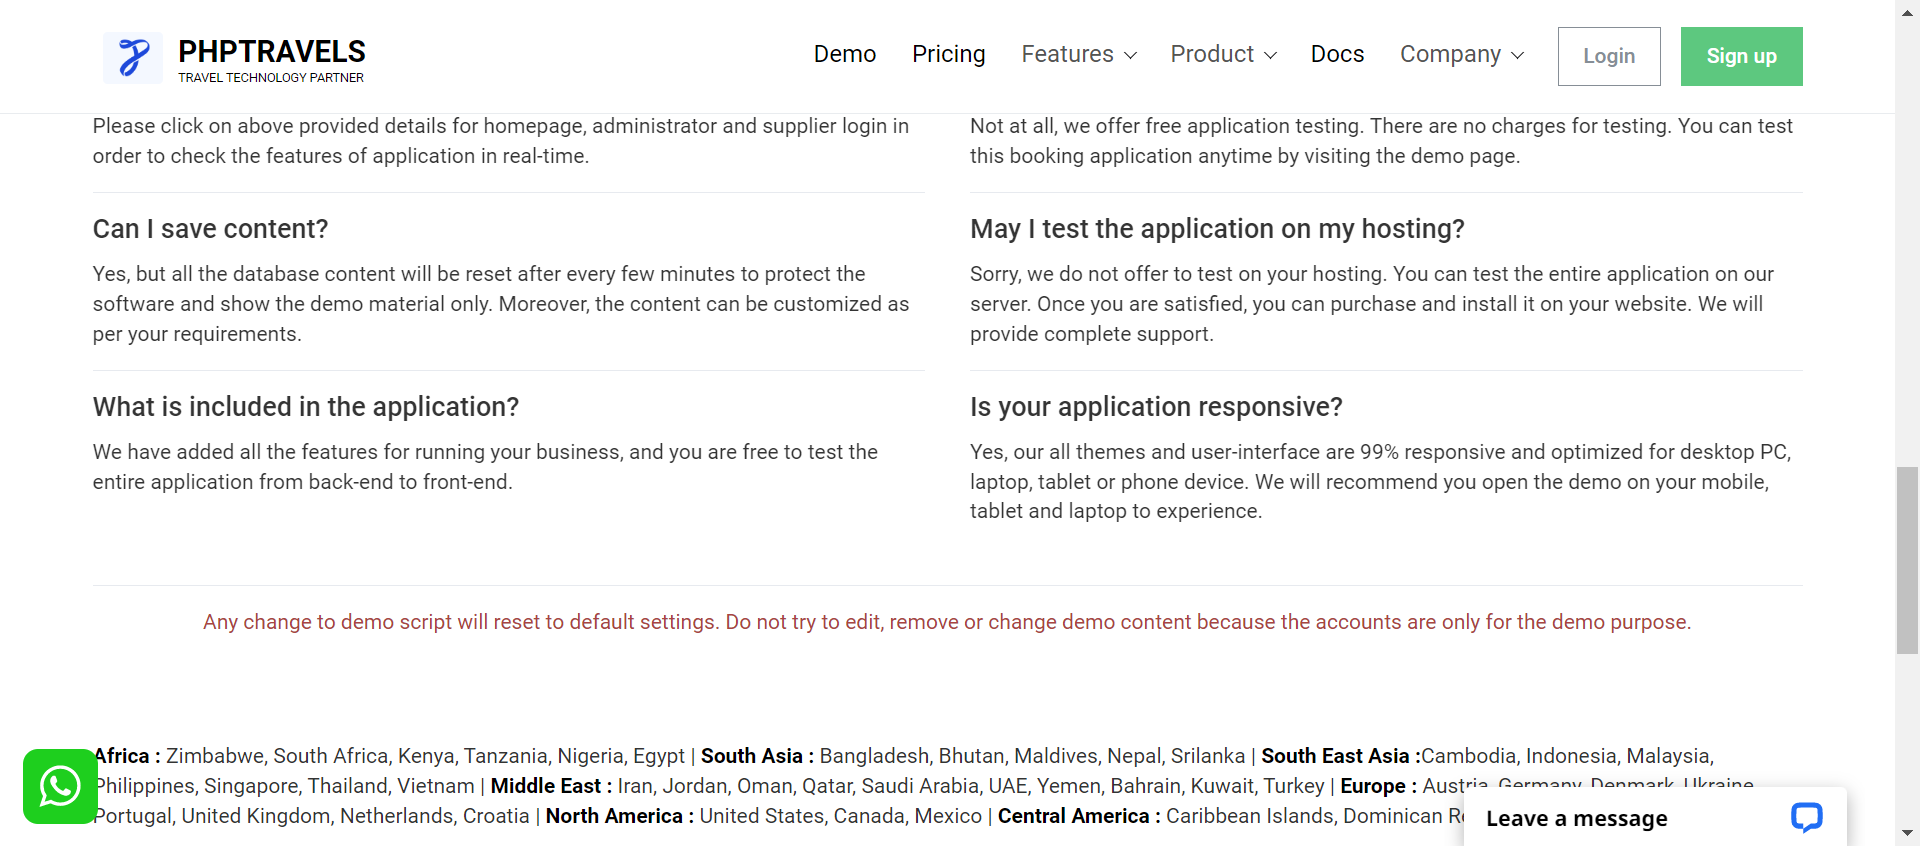 PHPTRAVELS
TRAVEL TECHNOLOGY PARTNER
Demo
Pricing
Features
Product
Docs
Company
Login
Sign up
Please click on above provided details for homepage, administrator and supplier login in
order to check the features of application in real-time.
Not at all, we offer free application testing. There are no charges for testing. You can test
this booking application anytime by visiting the demo page.
Can I save content?
Yes, but all the database content will be reset after every few minutes to protect the
software and show the demo material only. Moreover, the content can be customized as
per your requirements.
May I test the application on my hosting?
Sorry, we do not offer to test on your hosting. You can test the entire application on our
server. Once you are satisfied, you can purchase and install it on your website. We will
provide complete support.
What is included in the application?
We have added all the features for running your business, and you are free to test the
entire application from back-end to front-end.
Is your application responsive?
Yes, our all themes and user-interface are 99% responsive and optimized for desktop PC,
laptop, tablet or phone device. We will recommend you open the demo on your mobile,
tablet and laptop to experience.
Any change to demo script will reset to default settings. Do not try to edit, remove or change demo content because the accounts are only for the demo purpose.
Africa : Zimbabwe, South Africa, Kenya, Tanzania, Nigeria, Egypt | South Asia : Bangladesh, Bhutan, Maldives, Nepal, Srilanka | South East Asia :Cambodia, Indonesia, Malaysia,
Philippines, Singapore, Thailand, Vietnam | Middle East : Iran, Jordan, Oman, Qatar, Saudi Arabia, UAE, Yemen, Bahrain, Kuwait, Turkey | Europe : Austria, Germany, Denmark, Ukraine,
Portugal, United Kingdom, Netherlands, Croatia | North America : United States, Canada, Mexico | Central America : Caribbean Islands, Dominican
Leave a message